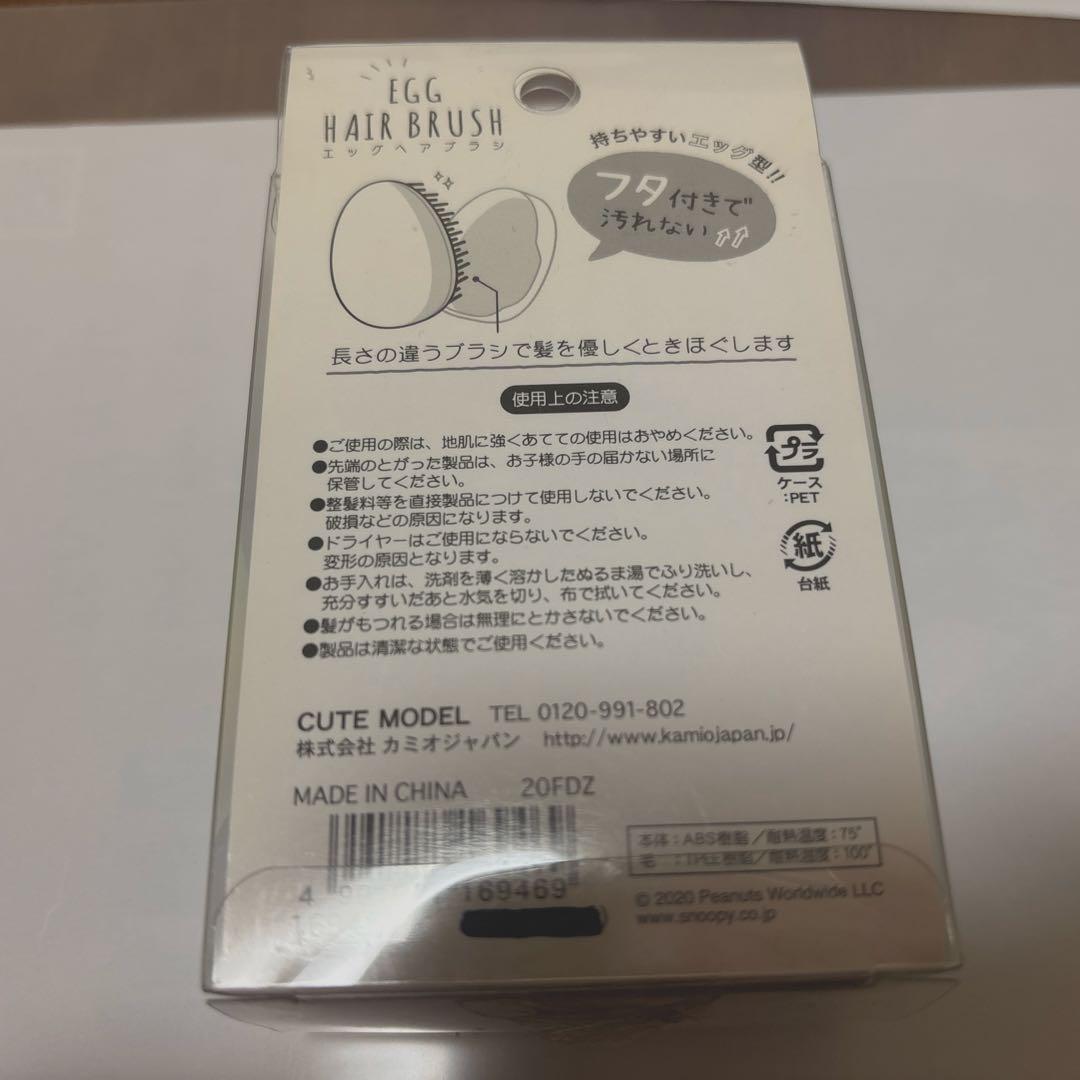 EGG
HAIR BRUSH
エッグヘアブラシ
持ちやすいエッグ型!!
フタ付きで
汚れない
長さの違うブラシで髪を優しくときほぐします
使用上の注意
●ご使用の際は、地肌に強くあてての使用はおやめください。
●先端のとがった製品は、お子様の手の届かない場所に
保管してください。
●整髪料等を直接製品につけて使用しないでください。
破損などの原因になります。
●ドライヤーはご使用にならないでください。
変形の原因となります。
●お手入れは、洗剤を薄く溶かしたぬるま湯でふり洗いし、
充分すすいだあと水気を切り、布で拭いてください。
●髪がもつれる場合は無理にとかさないでください。
●製品は清潔な状態でご使用ください。
プラ
ケース
:PET
紙
台紙
CUTE MODEL TEL 0120-991-802
株式会社 カミオジャパン http://www.kamiojapan.jp/
MADE IN CHINA 20FDZ
本体:ABS樹脂/耐熱温度:75°
毛 :TPEE樹脂/耐熱温度:100°
4 169469
© 2020 Peanuts Worldwide LLC
www.snoopy.co.jp